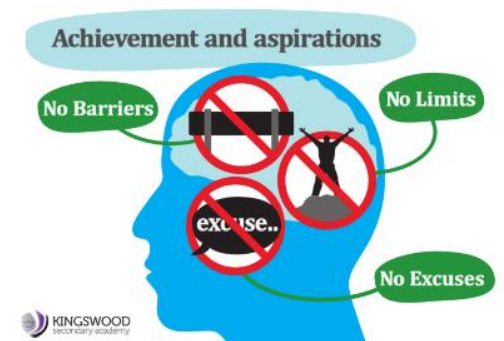 Achievement and aspirations
No Barriers
No Limits
excuse..
No Excuses
KINGSWOOD
secondary academy